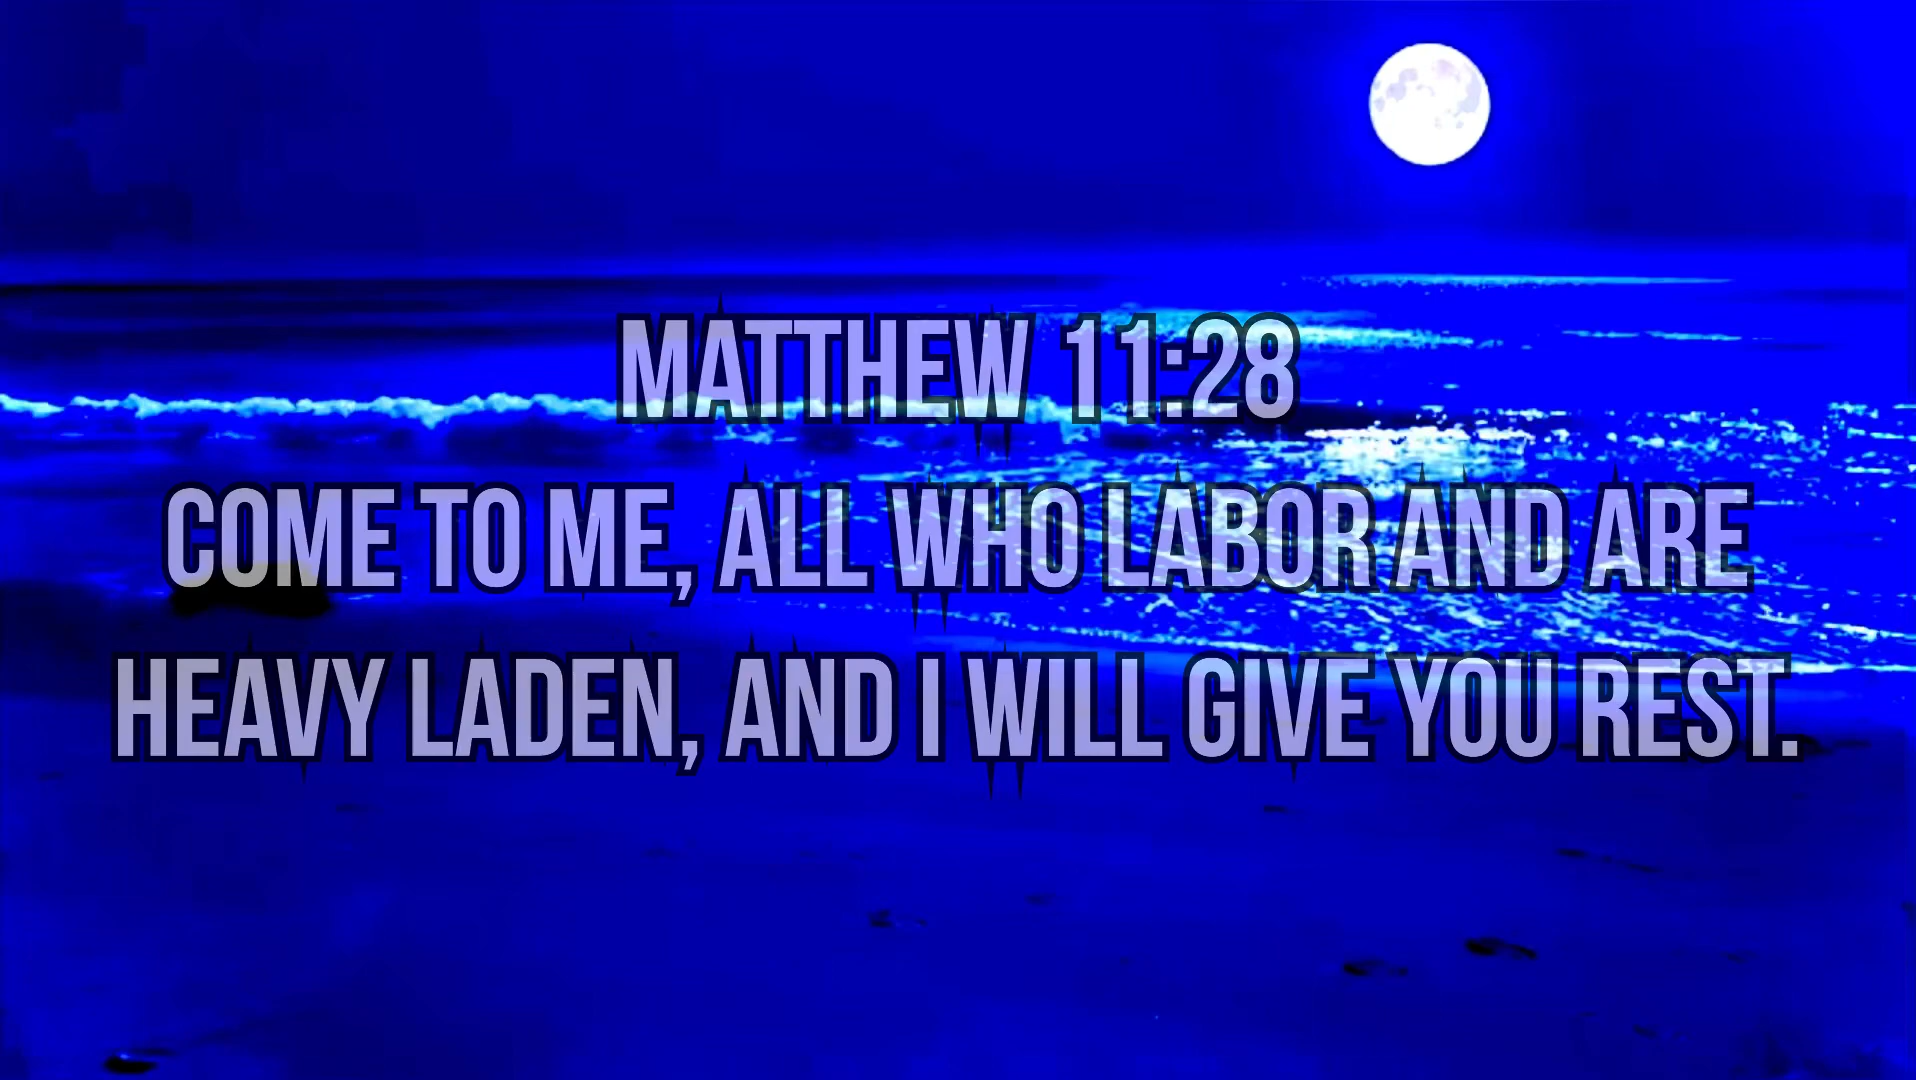 MATTHEW 11:28
COME TO ME, ALL WHO LABOR AND ARE
HEAVY LADEN, AND I WILL GIVE YOU REST.